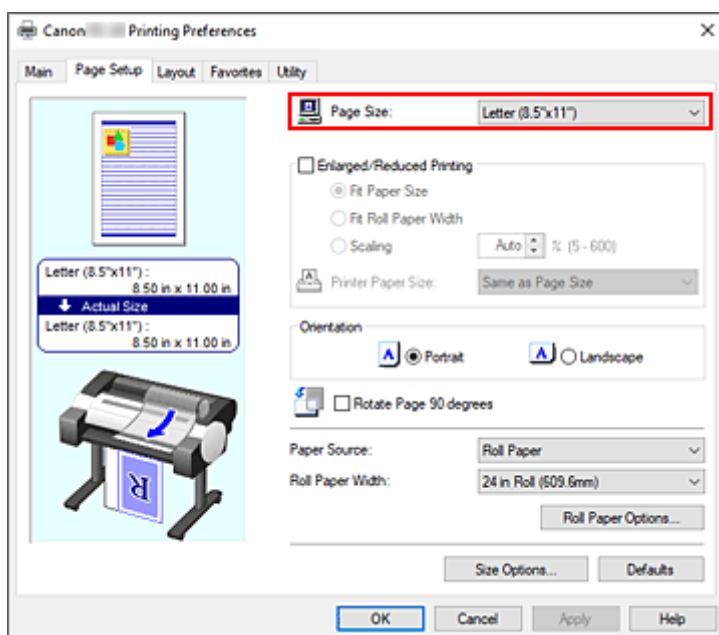 Canon Printing Preferences
Main Page Setup Layout Favorites Utility
Page Size: Letter (8.5"x11")
Enlarged/Reduced Printing
Fit Paper Size
Fit Roll Paper Width
Scaling Auto % (5 - 600)
Printer Paper Size: Same as Page Size
Letter (8.5"x11") :
8.50 in x 11.00 in
Actual Size
Letter (8.5"x11") :
8.50 in x 11.00 in
Orientation
A Portrait A Landscape
Rotate Page 90 degrees
Paper Source: Roll Paper
Roll Paper Width: 24 in Roll (609.6mm)
Roll Paper Options...
Size Options... Defaults
OK Cancel Apply Help
R